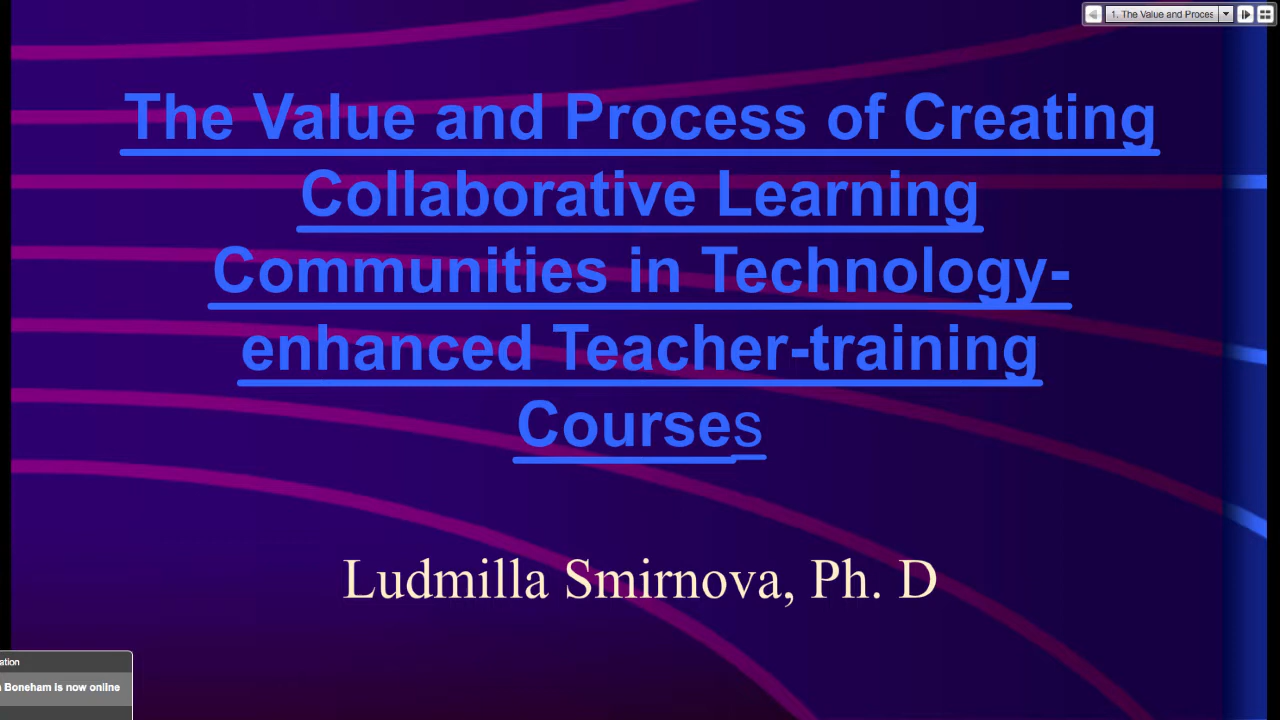 1. The Value and Proces
The Value and Process of Creating
Collaborative Learning
Communities in Technology-
enhanced Teacher-training
Courses
Ludmilla Smirnova, Ph. D
ation
Boneham is now online